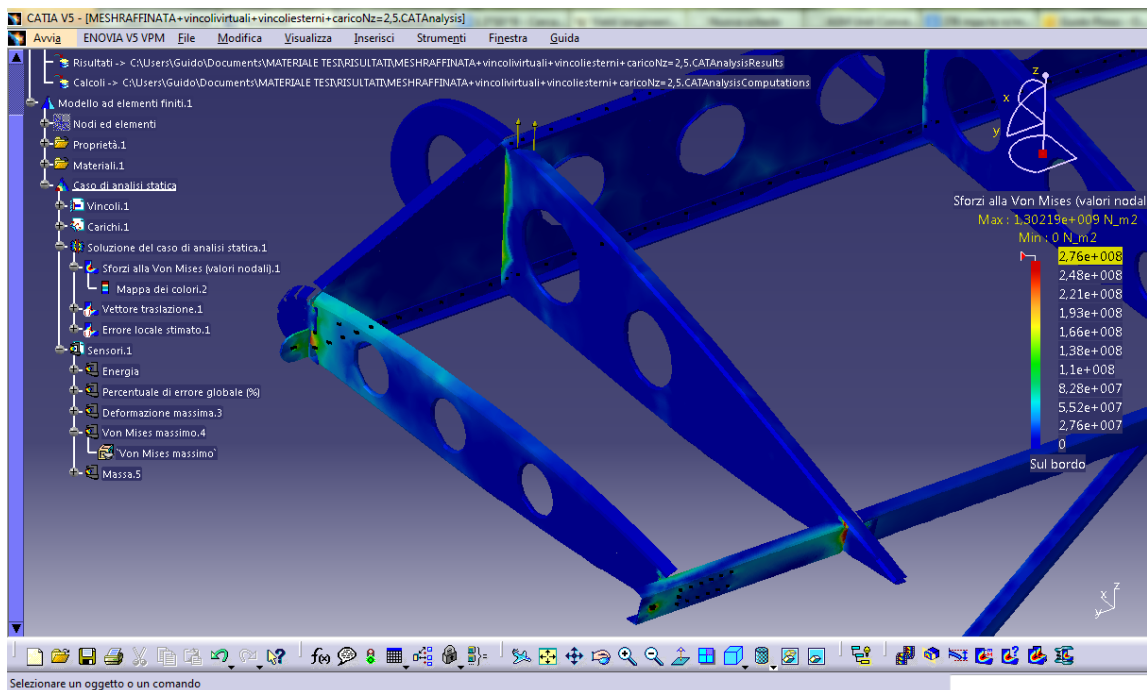 CATIA V5 - [MESHRAFFINATA+vincolivirtuali+vincoliesterni+caricoNz=2,5.CATAnalysis]
Avvia ENOVIA V5 VPM File Modifica Visualizza Inserisci Strumenti Finestra Guida
Risultati -> C:\Users\Guido\Documents\MATERIALE TESI\RISULTATI\MESHRAFFINATA+vincolivirtuali+vincoliesterni+caricoNz=2,5.CATAnalysisResults
Calcoli -> C:\Users\Guido\Documents\MATERIALE TESI\RISULTATI\MESHRAFFINATA+vincolivirtuali+vincoliesterni+caricoNz=2,5.CATAnalysisComputations
Modello ad elementi finiti.1
Nodi ed elementi
Proprietà.1
Materiali.1
Caso di analisi statica
Vincoli.1
Carichi.1
Soluzione del caso di analisi statica.1
Sforzi alla Von Mises (valori nodali).1
Mappa dei colori.2
Vettore traslazione.1
Errore locale stimato.1
Sensori.1
Energia
Percentuale di errore globale (%)
Deformazione massima.3
Von Mises massimo.4
'Von Mises massimo'
Massa.5
z
x
y
Sforzi alla Von Mises (valori nodal
Max : 1,30219e+009 N_m2
Min : 0 N_m2
2,76e+008
2,48e+008
2,21e+008
1,93e+008
1,66e+008
1,38e+008
1,1e+008
8,28e+007
5,52e+007
2,76e+007
0
Sul bordo
x z
y
f(x)
Selezionare un oggetto o un comando